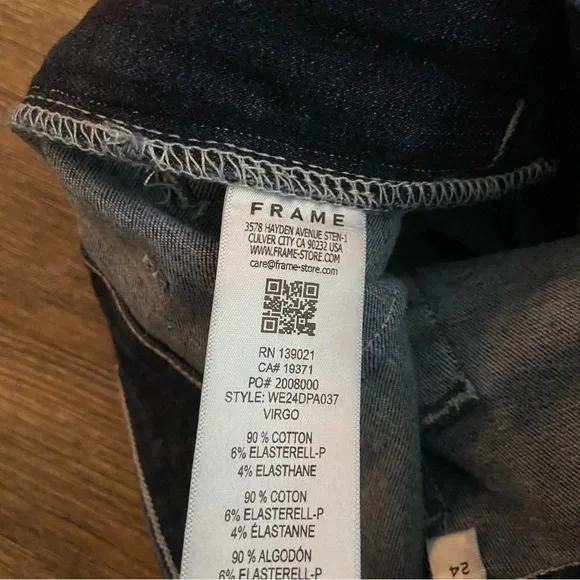 FRAME
3578 HAYDEN AVENUE STEN-1
CULVER CITY CA 90232 USA
WWW.FRAME-STORE.COM
care@frame-store.com
RN 139021
CA# 19371
PO# 2008000
STYLE: WE24DPA037
VIRGO
90 % COTTON
6% ELASTERELL-P
4% ELASTHANE
90 % COTON
6% ELASTERELL-P
4% ÉLASTANNE
90 % ALGODÓN
6% ELASTERELL-P
24